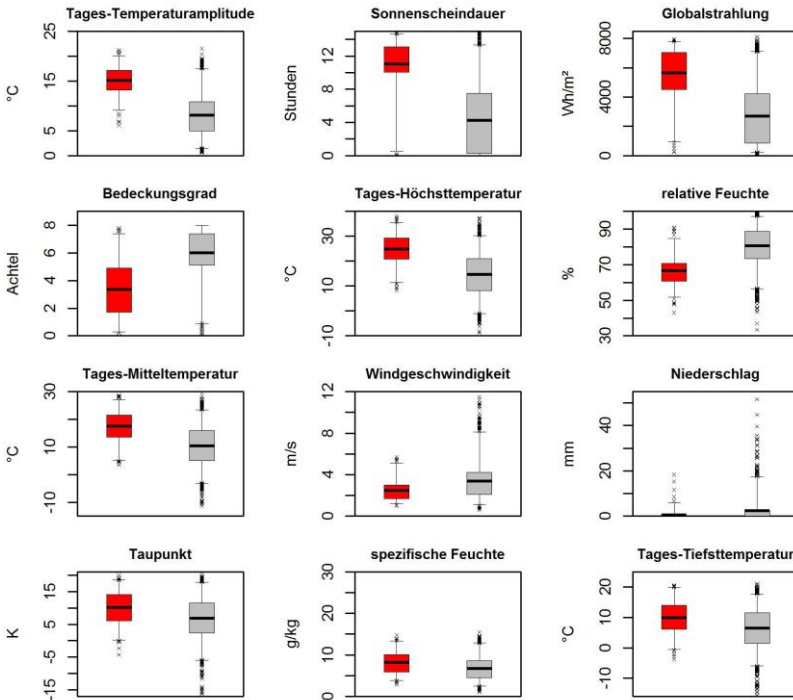 Tages-Temperaturamplitude
°C
0
5
15
25
Sonnenscheindauer
Stunden
0
4
8
12
Globalstrahlung
Wh/m²
0
4000
8000
Bedeckungsgrad
Achtel
0
2
4
6
8
Tages-Höchsttemperatur
°C
-10
10
30
relative Feuchte
%
30
50
70
90
Tages-Mitteltemperatur
°C
-10
10
30
Windgeschwindigkeit
m/s
0
4
8
12
Niederschlag
mm
0
20
40
Taupunkt
K
-15
-5
5
15
spezifische Feuchte
g/kg
0
10
20
30
Tages-Tiefsttemperatur
°C
-10
0
10
20